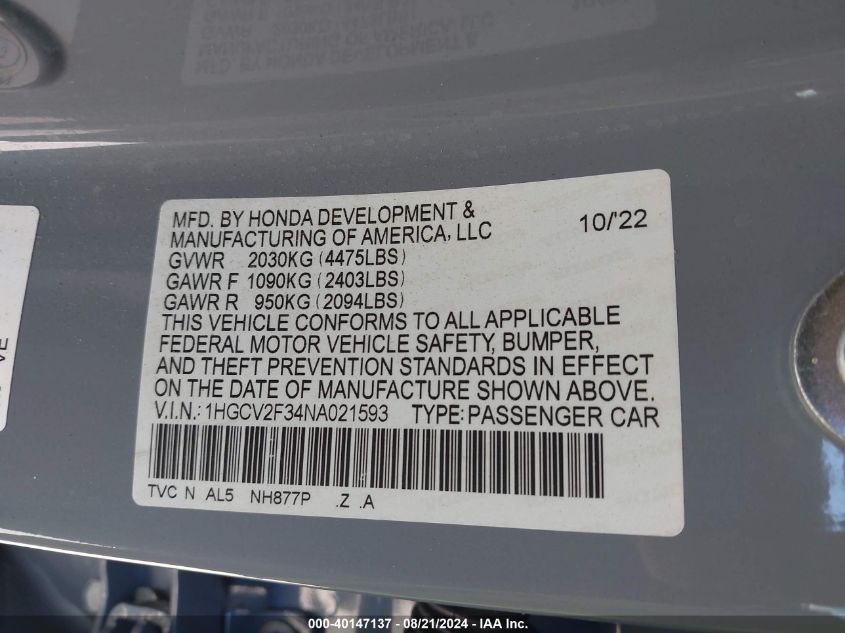 MFD. BY HONDA DEVELOPMENT &
MANUFACTURING OF AMERICA, LLC 10/'22
GVWR 2030KG (4475LBS)
GAWR F 1090KG (2403LBS)
GAWR R 950KG (2094LBS)
THIS VEHICLE CONFORMS TO ALL APPLICABLE
FEDERAL MOTOR VEHICLE SAFETY, BUMPER,
AND THEFT PREVENTION STANDARDS IN EFFECT
ON THE DATE OF MANUFACTURE SHOWN ABOVE.
V.I.N.: 1HGCV2F34NA021593 TYPE: PASSENGER CAR
TVC N AL5 NH877P .Z .A
VE
000-40147137 - 08/21/2024 - IAA Inc.